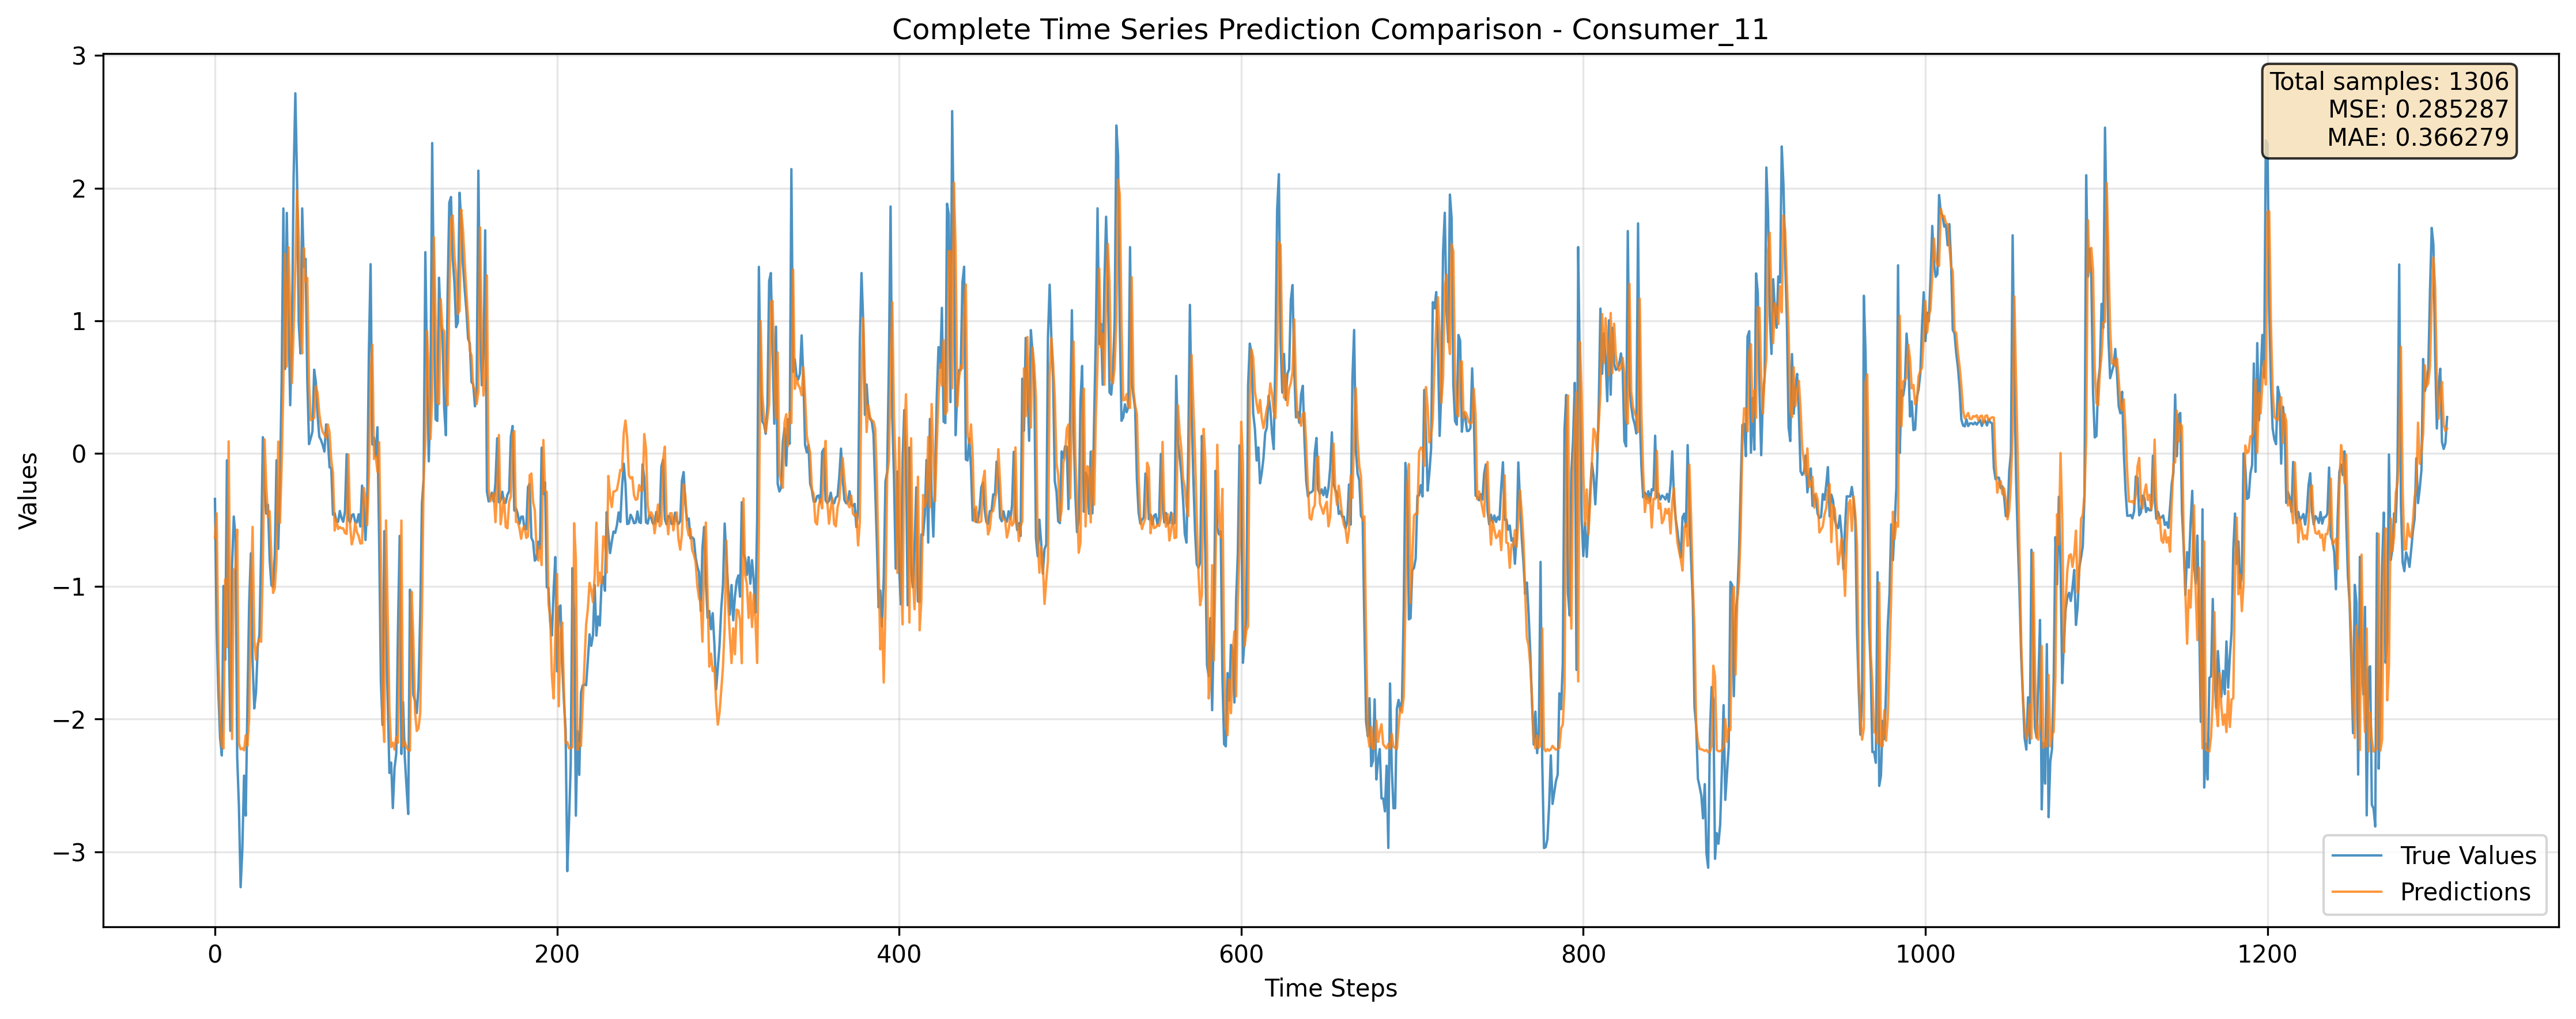 Complete Time Series Prediction Comparison - Consumer_11
Total samples: 1306
MSE: 0.285287
MAE: 0.366279
Values
3
2
1
0
−1
−2
−3
0
200
400
600
800
1000
1200
Time Steps
True Values
Predictions